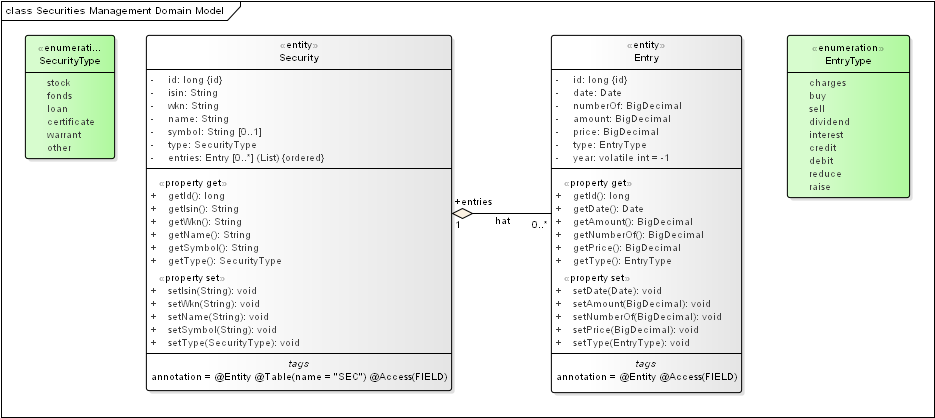 class Securities Management Domain Model
«enumerati...
SecurityType
stock
fonds
loan
certificate
warrant
other
«entity»
Security
- id: long {id}
- isin: String
- wkn: String
- name: String
- symbol: String [0..1]
- type: SecurityType
- entries: Entry [0..*] (List) {ordered}
«property get»
+ getId(): long
+ getIsin(): String
+ getWkn(): String
+ getName(): String
+ getSymbol(): String
+ getType(): SecurityType
«property set»
+ setIsin(String): void
+ setWkn(String): void
+ setName(String): void
+ setSymbol(String): void
+ setType(SecurityType): void
tags
annotation = @Entity @Table(name = "SEC") @Access(FIELD)
+entries
1
hat
0..*
«entity»
Entry
- id: long {id}
- date: Date
- numberOf: BigDecimal
- amount: BigDecimal
- price: BigDecimal
- type: EntryType
- year: volatile int = -1
«property get»
+ getId(): long
+ getDate(): Date
+ getAmount(): BigDecimal
+ getNumberOf(): BigDecimal
+ getPrice(): BigDecimal
+ getType(): EntryType
«property set»
+ setDate(Date): void
+ setAmount(BigDecimal): void
+ setNumberOf(BigDecimal): void
+ setPrice(BigDecimal): void
+ setType(EntryType): void
tags
annotation = @Entity @Access(FIELD)
«enumeration»
EntryType
charges
buy
sell
dividend
interest
credit
debit
reduce
raise